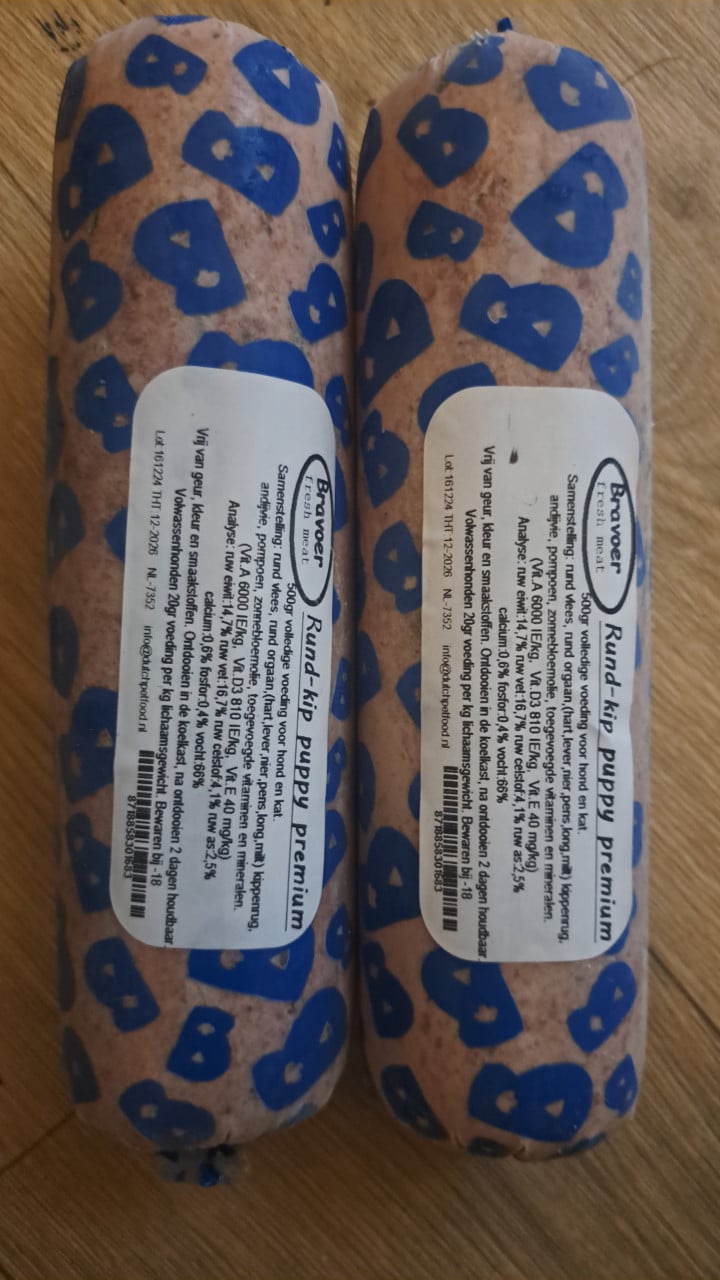 Bravoer
fresh meat
Rund-kip puppy premium
500gr volledige voeding voor hond en kat.
Samenstelling: rund vlees, rund orgaan,(hart,lever,nier,pens,long,milt) kippenrug,
andijvie, pompoen, zonnebloemolie, toegevoegde vitaminen en mineralen.
(Vit.A 6000 IE/kg, Vit.D3 810 IE/kg, Vit.E 40 mg/kg)
Analyse: ruw eiwit:14,7% ruw vet:16,7% ruw celstof:4,1% ruw as:2,5%
calcium:0,6% fosfor:0,4% vocht:66%
Vrij van geur, kleur en smaakstoffen. Ontdooien in de koelkast, na ontdooien 2 dagen houdbaar.
Volwassenhonden 20gr voeding per kg lichaamsgewicht. Bewaren bij -18
Lot 161224 THT 12-2026 NL-7352 info@dutchpetfood.nl
8718858301683
Bravoer
fresh meat
Rund-kip puppy premium
500gr volledige voeding voor hond en kat.
Samenstelling: rund vlees, rund orgaan,(hart,lever,nier,pens,long,milt) kippenrug,
andijvie, pompoen, zonnebloemolie, toegevoegde vitaminen en mineralen.
(Vit.A 6000 IE/kg, Vit.D3 810 IE/kg, Vit.E 40 mg/kg)
Analyse: ruw eiwit:14,7% ruw vet:16,7% ruw celstof:4,1% ruw as:2,5%
calcium:0,6% fosfor:0,4% vocht:66%
Vrij van geur, kleur en smaakstoffen. Ontdooien in de koelkast, na ontdooien 2 dagen houdbaar.
Volwassenhonden 20gr voeding per kg lichaamsgewicht. Bewaren bij -18
Lot 161224 THT 12-2026 NL-7352 info@dutchpetfood.nl
8718858301683